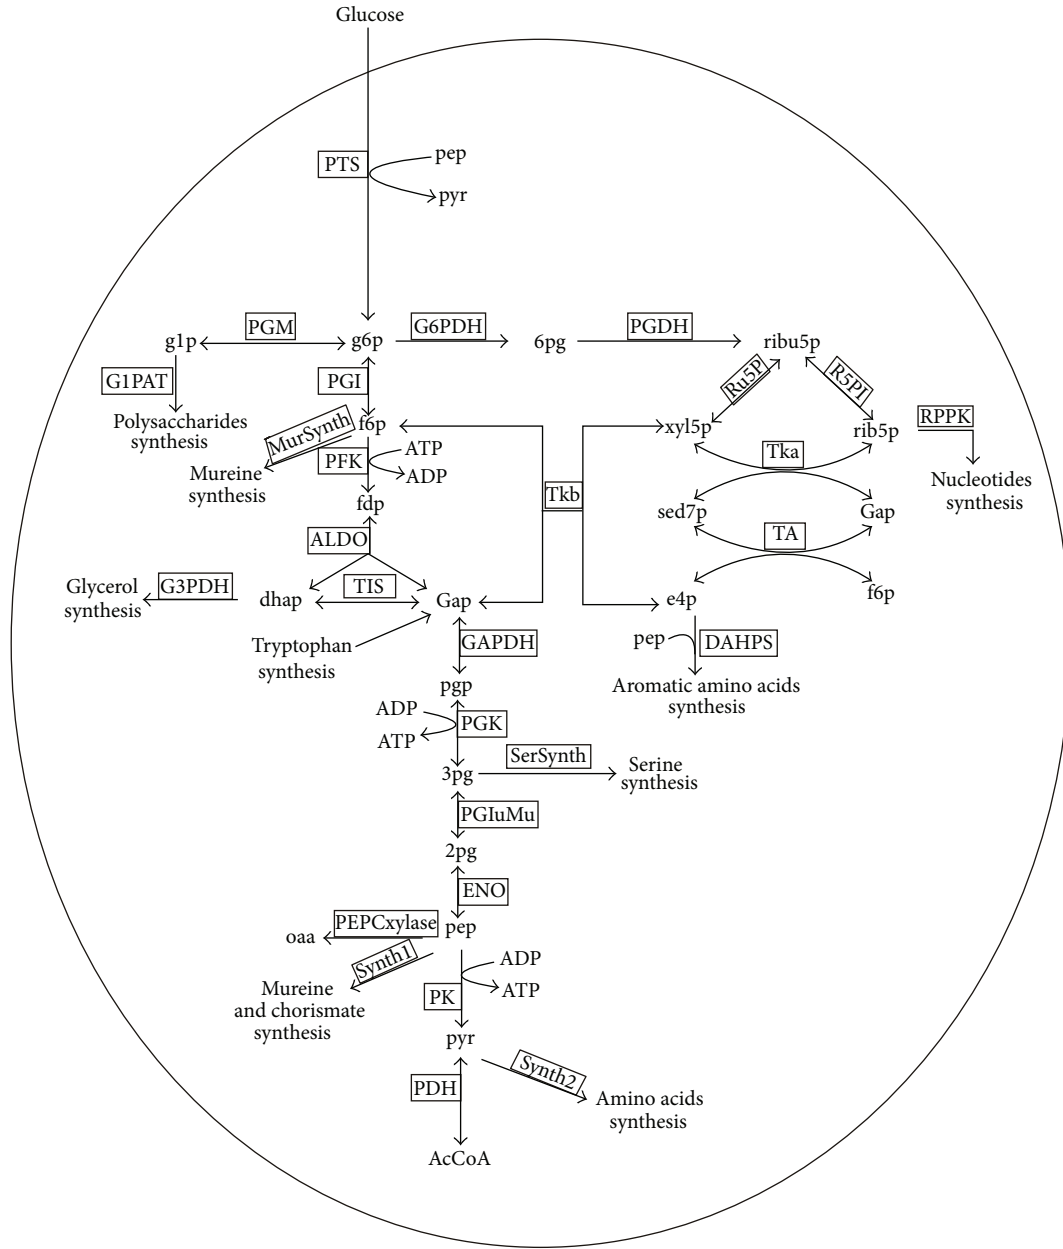 Glucose
PTS
pep
pyr
g1p
PGM
g6p
G6PDH
6pg
PGDH
ribu5p
G1PAT
PGI
Ru5P
R5PI
Polysaccharides
synthesis
MurSynth
f6p
xyl5p
rib5p
RPPK
Mureine
synthesis
PFK
ATP
ADP
Tka
Nucleotides
synthesis
fdp
Tkb
sed7p
Gap
ALDO
TA
Glycerol
synthesis
G3PDH
dhap
TIS
Gap
e4p
f6p
Tryptophan
synthesis
GAPDH
pep
DAHPS
pgp
Aromatic amino acids
synthesis
ADP
ATP
PGK
3pg
SerSynth
Serine
synthesis
PGIuMu
2pg
ENO
PEPCxylase
pep
oaa
Synth1
ADP
ATP
Mureine
and chorismate
synthesis
PK
pyr
PDH
Synth2
Amino acids
synthesis
AcCoA